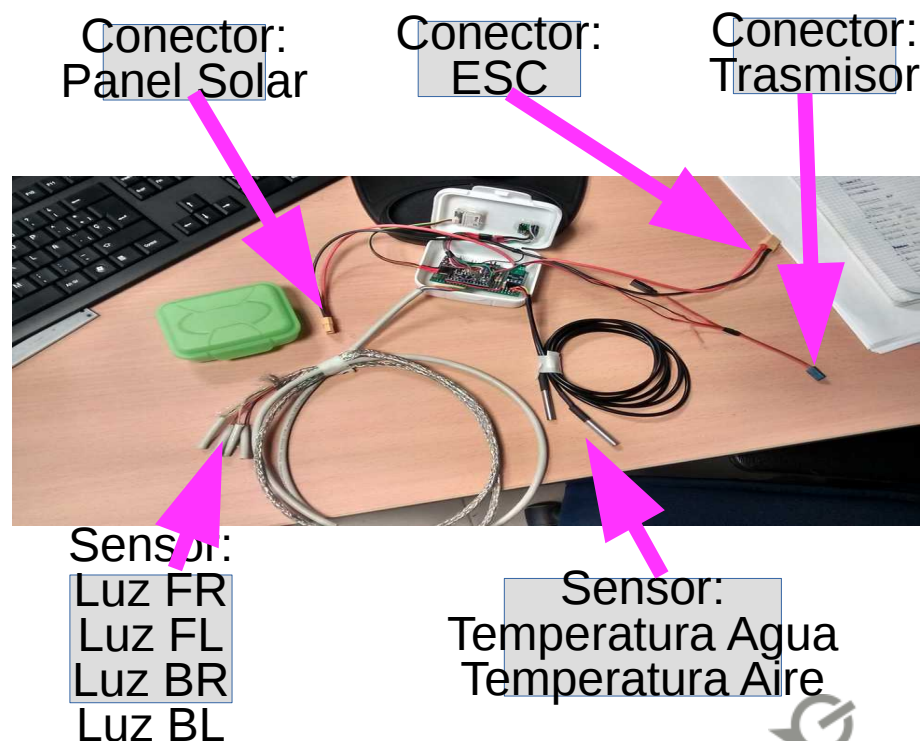 Conector:
Panel Solar
Conector:
ESC
Conector:
Trasmisor
Sensor:
Luz FR
Luz FL
Luz BR
Luz BL
Sensor:
Temperatura Agua
Temperatura Aire